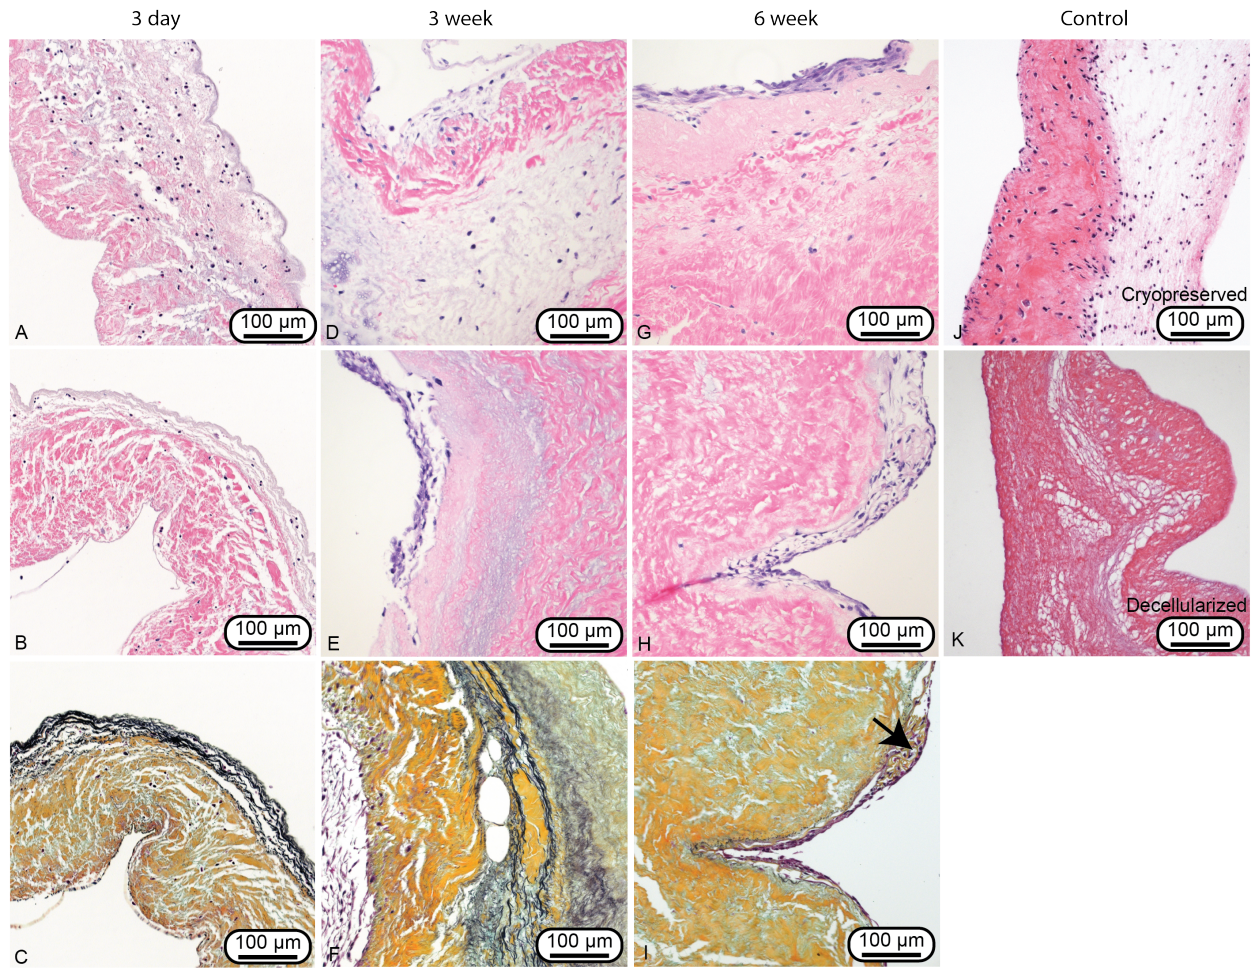 3 day 3 week 6 week Control
A 100 µm D 100 µm G 100 µm Cryopreserved J 100 µm
B 100 µm E 100 µm H 100 µm Decellularized K 100 µm
C 100 µm F 100 µm I 100 µm